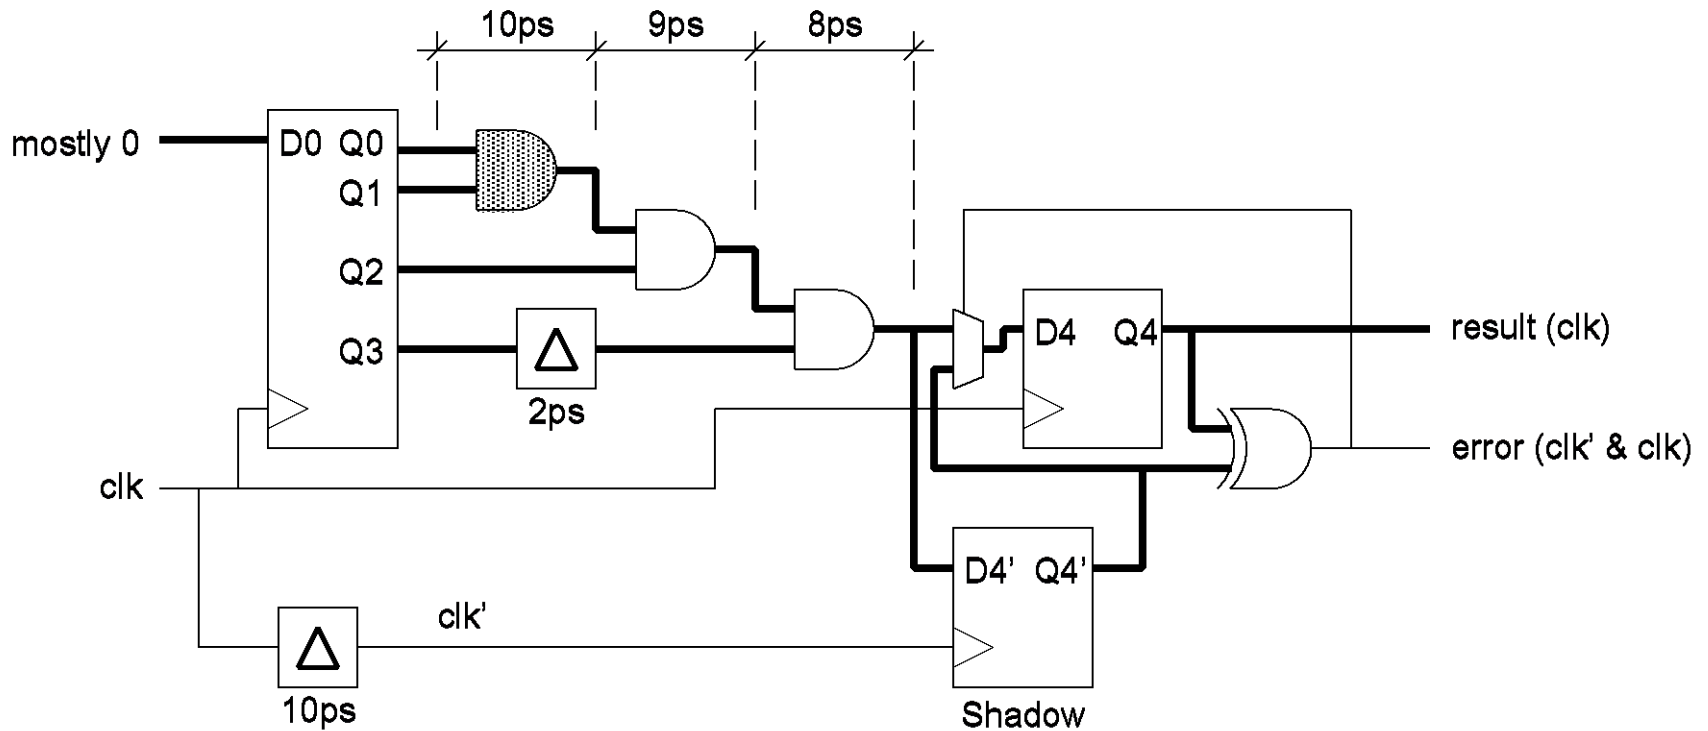 10ps 9ps 8ps
mostly 0 D0 Q0
Q1
Q2
Q3
Δ
2ps
D4 Q4 result (clk)
error (clk' & clk)
clk
D4' Q4'
clk'
Δ
10ps
Shadow